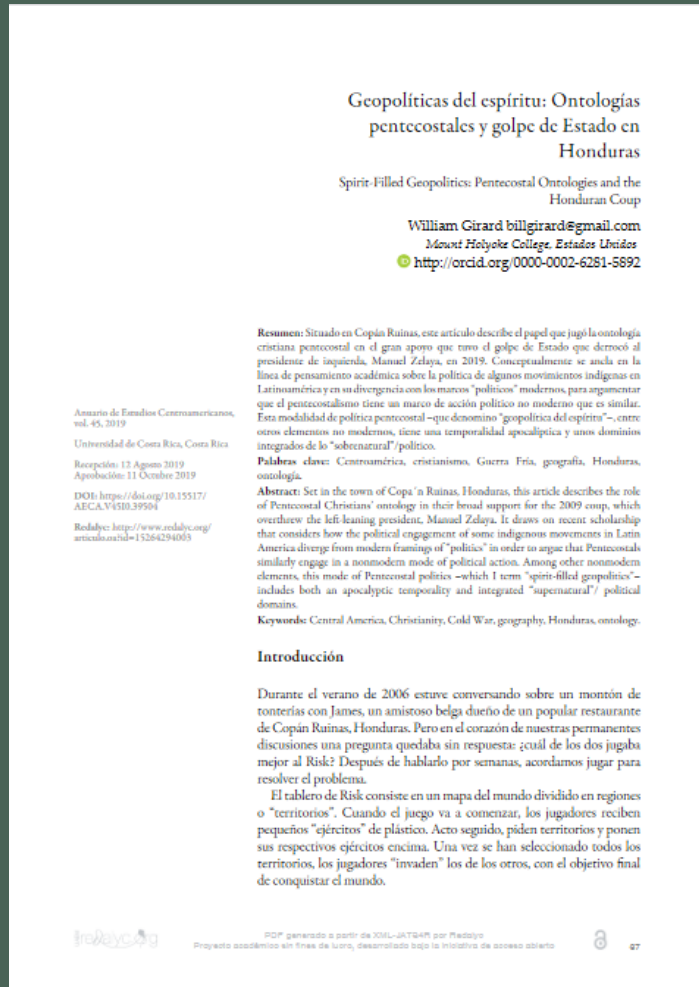 Geopolíticas del espíritu: Ontologías
pentecostales y golpe de Estado en
Honduras
Spirit-Filled Geopolitics: Pentecostal Ontologies and the
Honduran Coup
William Girard billgirard@gmail.com
Mount Holyoke College, Estados Unidos
http://orcid.org/0000-0002-6281-5892
Anuario de Estudios Centroamericanos,
vol. 45, 2019
Universidad de Costa Rica, Costa Rica
Recepción: 12 Agosto 2019
Aprobación: 11 Octubre 2019
DOI: https://doi.org/10.15517/
AECA.V45I0.39504
Redalyc: http://www.redalyc.org/
articulo.oa?id=15264294003
Resumen: Situado en Copán Ruinas, este artículo describe el papel que jugó la ontología
cristiana pentecostal en el gran apoyo que tuvo el golpe de Estado que derrocó al
presidente de izquierda, Manuel Zelaya, en 2019. Conceptualmente se ancla en la
línea de pensamiento académica sobre la política de algunos movimientos indígenas en
Latinoamérica y en su divergencia con los marcos "políticos" modernos, para argumentar
que el pentecostalismo tiene un marco de acción político no moderno que es similar.
Esta modalidad de política pentecostal –que denomino "geopolítica del espíritu"–, entre
otros elementos no modernos, tiene una temporalidad apocalíptica y unos dominios
integrados de lo "sobrenatural"/político.
Palabras clave: Centroamérica, cristianismo, Guerra Fría, geografía, Honduras,
ontología.
Abstract: Set in the town of Copa´n Ruinas, Honduras, this article describes the role
of Pentecostal Christians' ontology in their broad support for the 2009 coup, which
overthrew the left-leaning president, Manuel Zelaya. It draws on recent scholarship
that considers how the political engagement of some indigenous movements in Latin
America diverge from modern framings of "politics" in order to argue that Pentecostals
similarly engage in a nonmodern mode of political action. Among other nonmodern
elements, this mode of Pentecostal politics –which I term "spirit-filled geopolitics"–
includes both an apocalyptic temporality and integrated "supernatural"/ political
domains.
Keywords: Central America, Christianity, Cold War, geography, Honduras, ontology.
Introducción
Durante el verano de 2006 estuve conversando sobre un montón de
tonterías con James, un amistoso belga dueño de un popular restaurante
de Copán Ruinas, Honduras. Pero en el corazón de nuestras permanentes
discusiones una pregunta quedaba sin respuesta: ¿cuál de los dos jugaba
mejor al Risk? Después de hablarlo por semanas, acordamos jugar para
resolver el problema.
El tablero de Risk consiste en un mapa del mundo dividido en regiones
o "territorios". Cuando el juego va a comenzar, los jugadores reciben
pequeños "ejércitos" de plástico. Acto seguido, piden territorios y ponen
sus respectivos ejércitos encima. Una vez se han seleccionado todos los
territorios, los jugadores "invaden" los de los otros, con el objetivo final
de conquistar el mundo.
redalyc.org
PDF generado a partir de XML-JATS4R por Redalyc
Proyecto académico sin fines de lucro, desarrollado bajo la iniciativa de acceso abierto
97